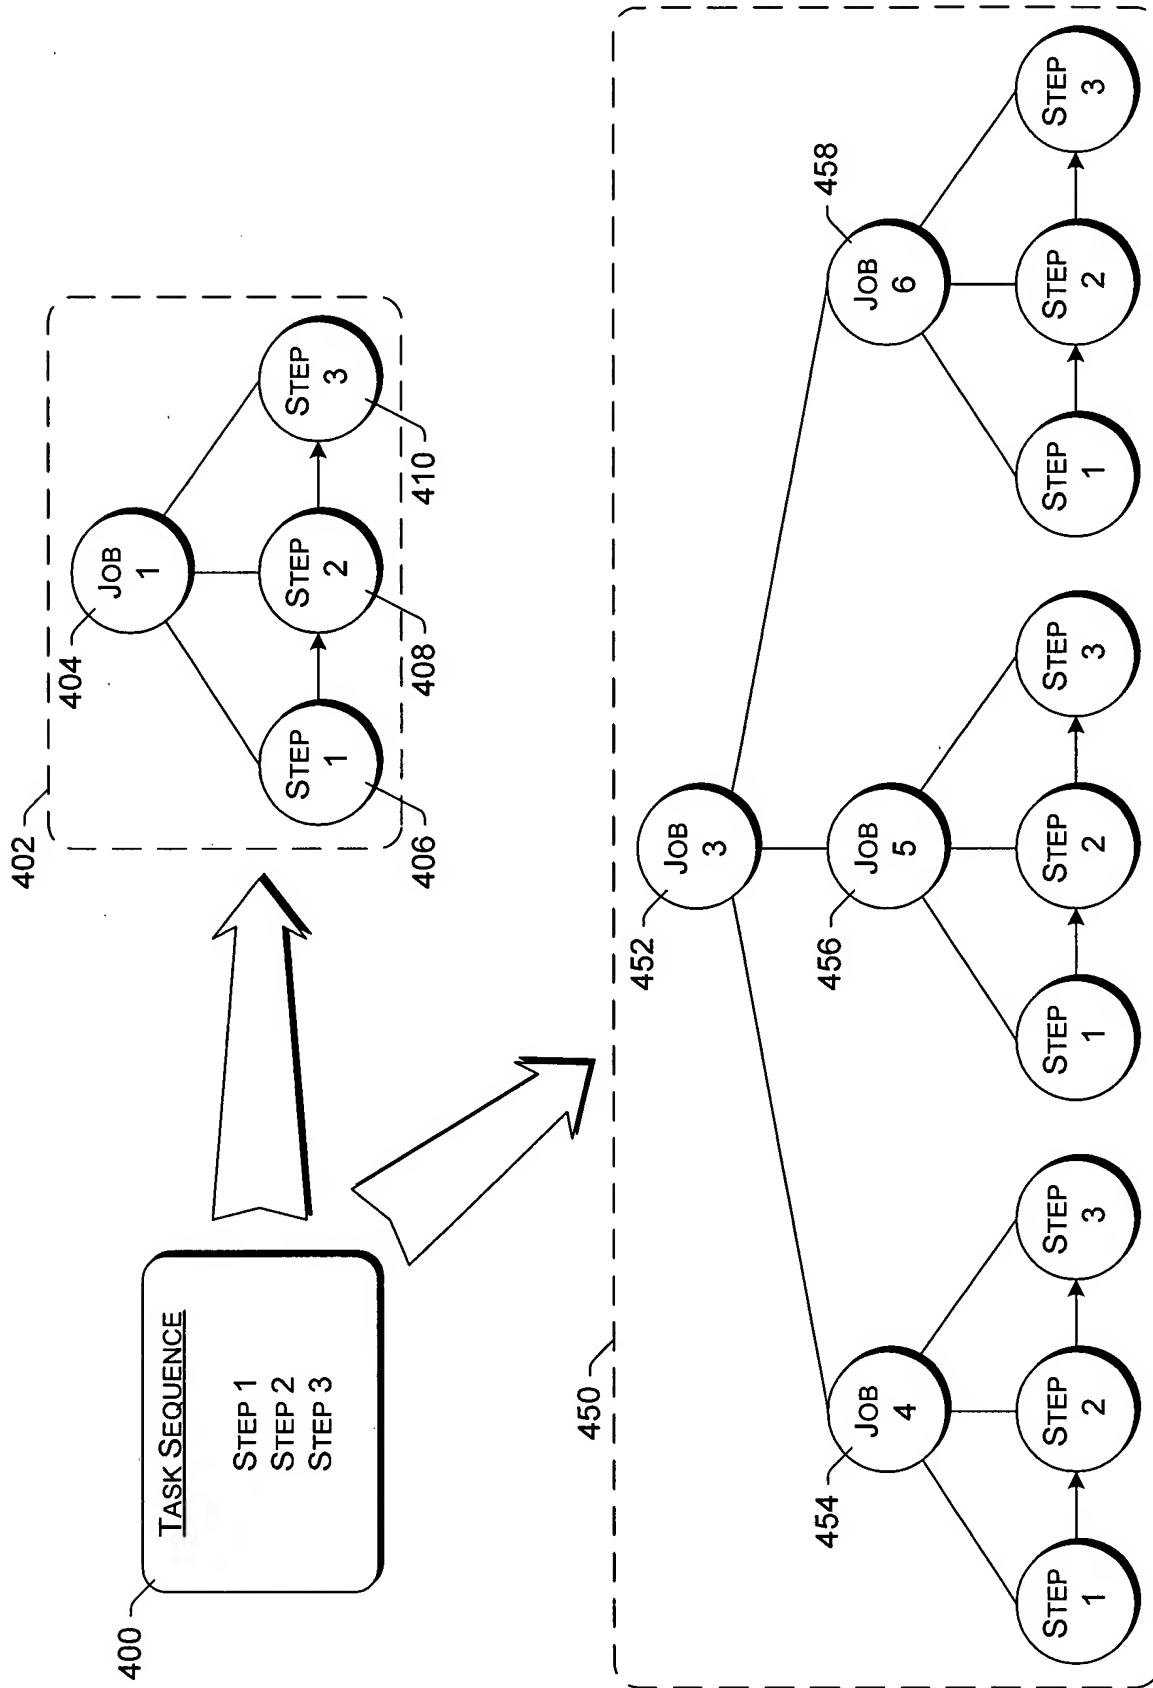 400
TASK SEQUENCE
STEP 1
STEP 2
STEP 3
402
404
JOB
1
STEP
1
STEP
2
STEP
3
406
408
410
450
452
JOB
3
454
JOB
4
456
JOB
5
458
JOB
6
STEP
1
STEP
2
STEP
3
STEP
1
STEP
2
STEP
3
STEP
1
STEP
2
STEP
3